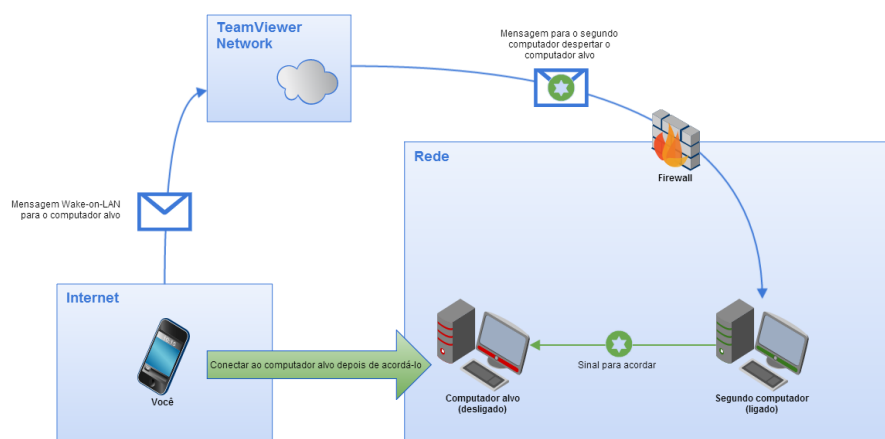 TeamViewer
Network
Mensagem para o segundo
computador despertar o
computador alvo
Rede
Firewall
Mensagem Wake-on-LAN
para o computador alvo
Internet
Você
Conectar ao computador alvo depois de acordá-lo
Sinal para acordar
Computador alvo
(desligado)
Segundo computador
(ligado)